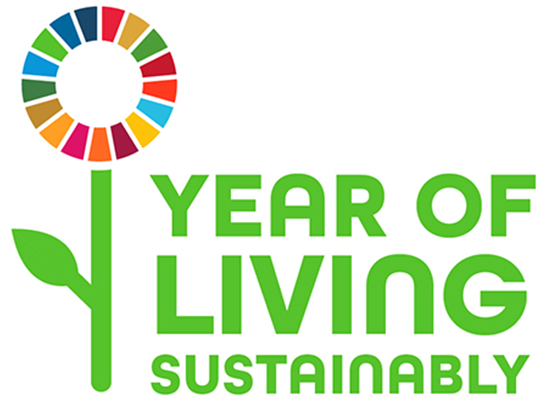 YEAR OF
LIVING
SUSTAINABLY